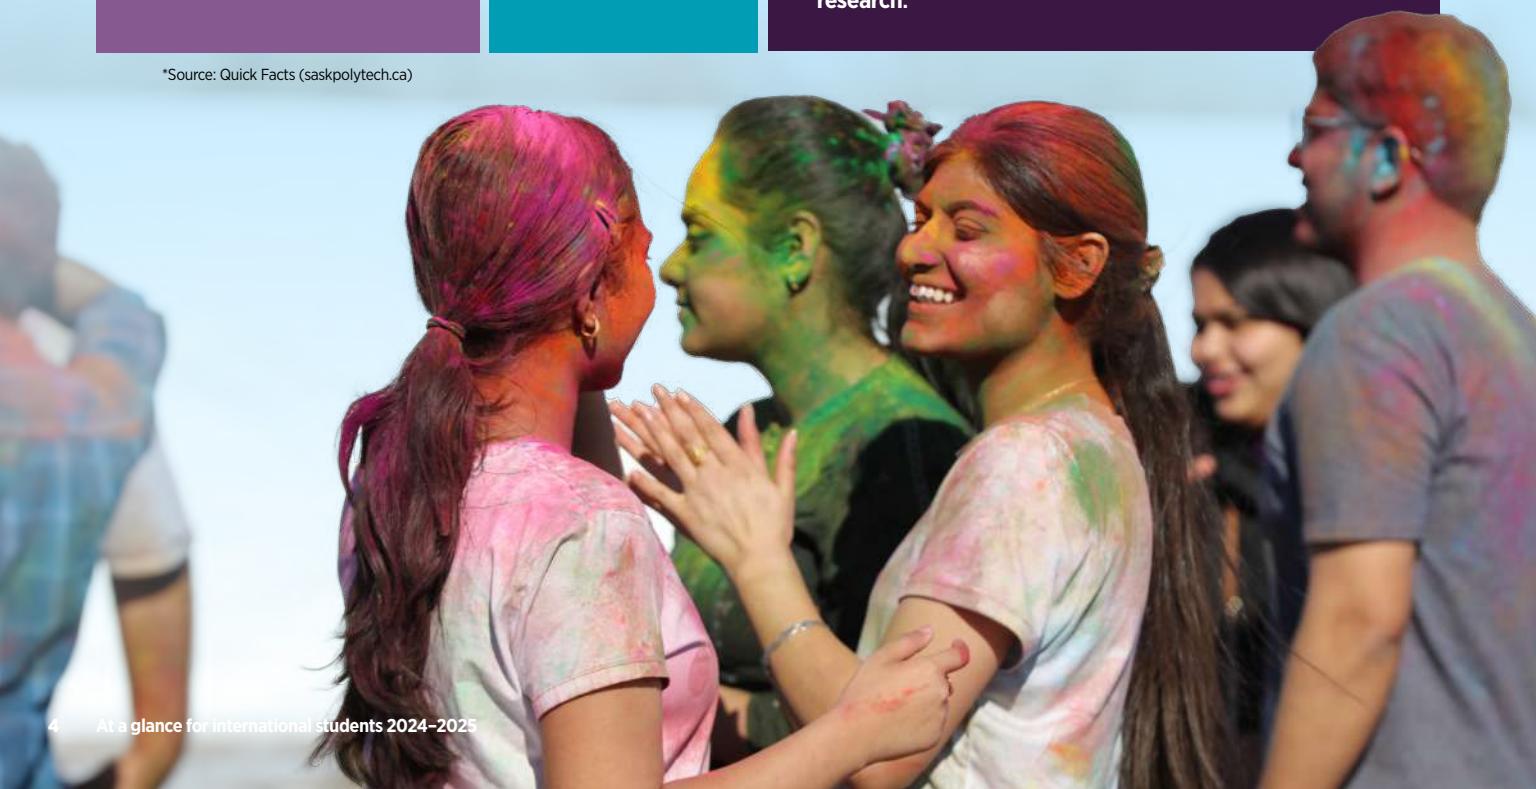 research.
*Source: Quick Facts (saskpolytech.ca)
4 At a glance for international students 2024–2025